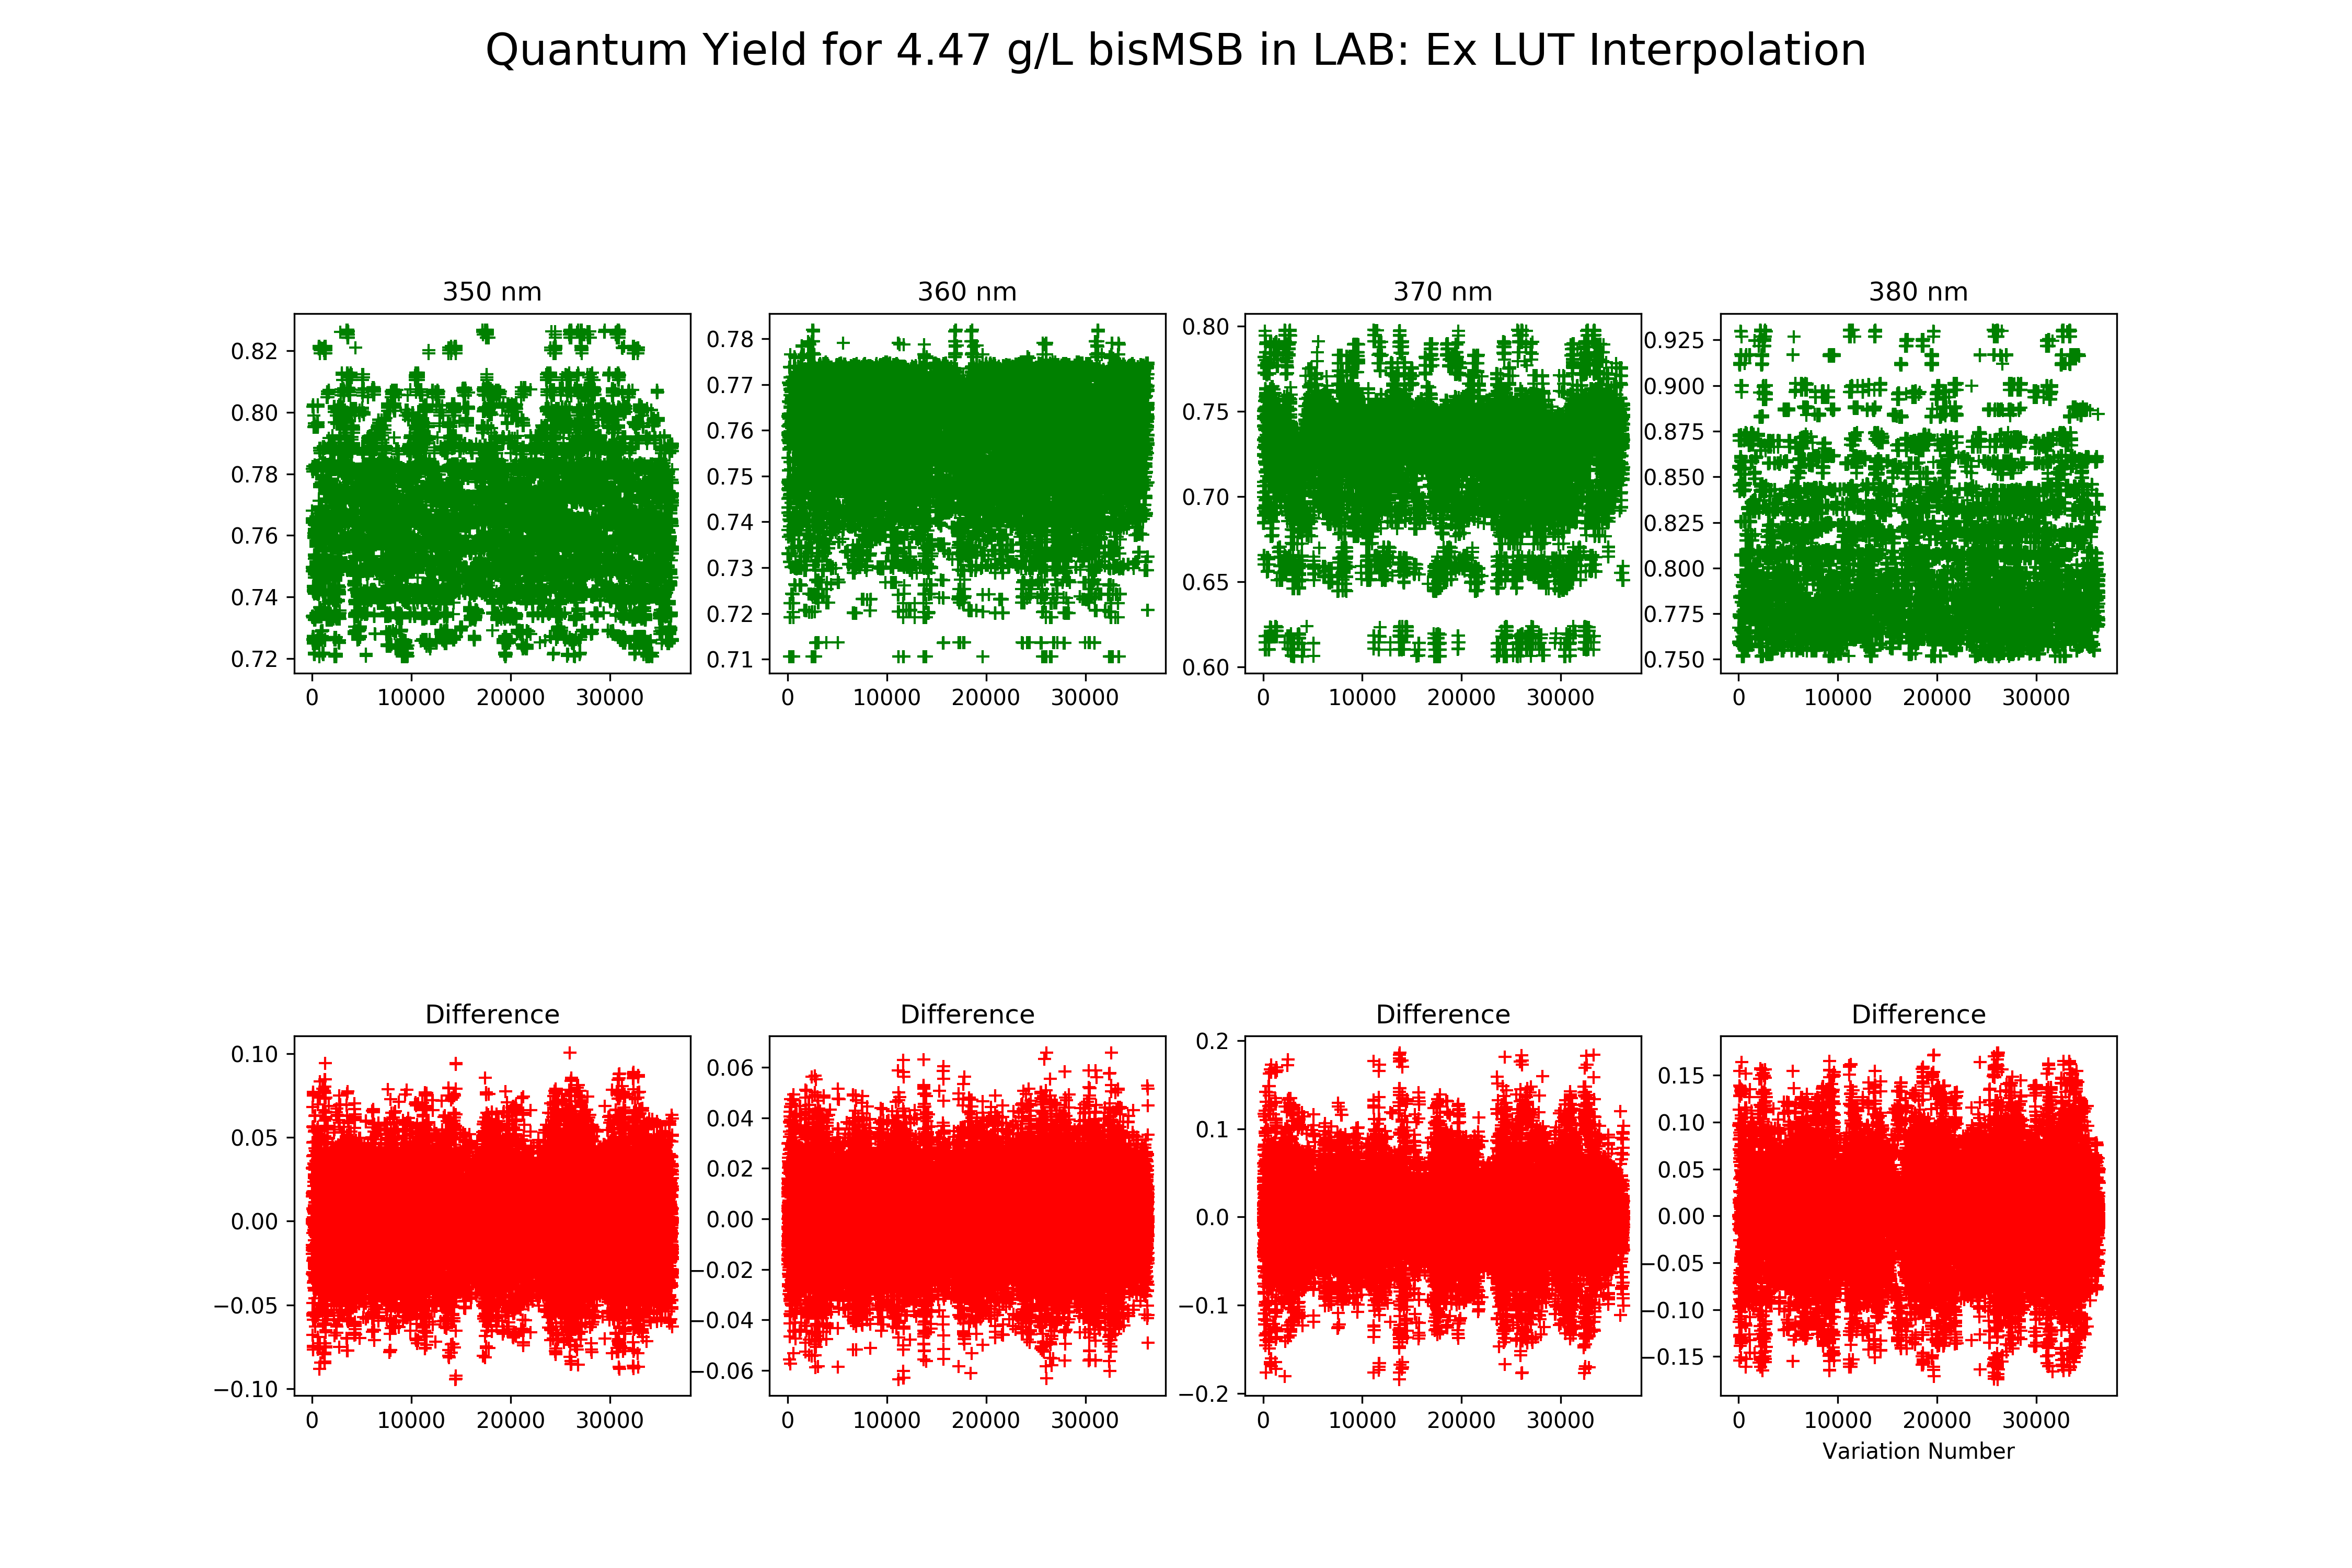 Quantum Yield for 4.47 g/L bisMSB in LAB: Ex LUT Interpolation
350 nm
360 nm
370 nm
380 nm
0.82
0.80
0.78
0.76
0.74
0.72
0 10000 20000 30000
0.78
0.77
0.76
0.75
0.74
0.73
0.72
0.71
0 10000 20000 30000
0.80
0.75
0.70
0.65
0.60
0 10000 20000 30000
0.925
0.900
0.875
0.850
0.825
0.800
0.775
0.750
0 10000 20000 30000
Difference
Difference
Difference
Difference
0.10
0.05
0.00
−0.05
−0.10
0 10000 20000 30000
0.06
0.04
0.02
0.00
−0.02
−0.04
−0.06
0 10000 20000 30000
0.2
0.1
0.0
−0.1
−0.2
0 10000 20000 30000
0.15
0.10
0.05
0.00
−0.05
−0.10
−0.15
0 10000 20000 30000
Variation Number